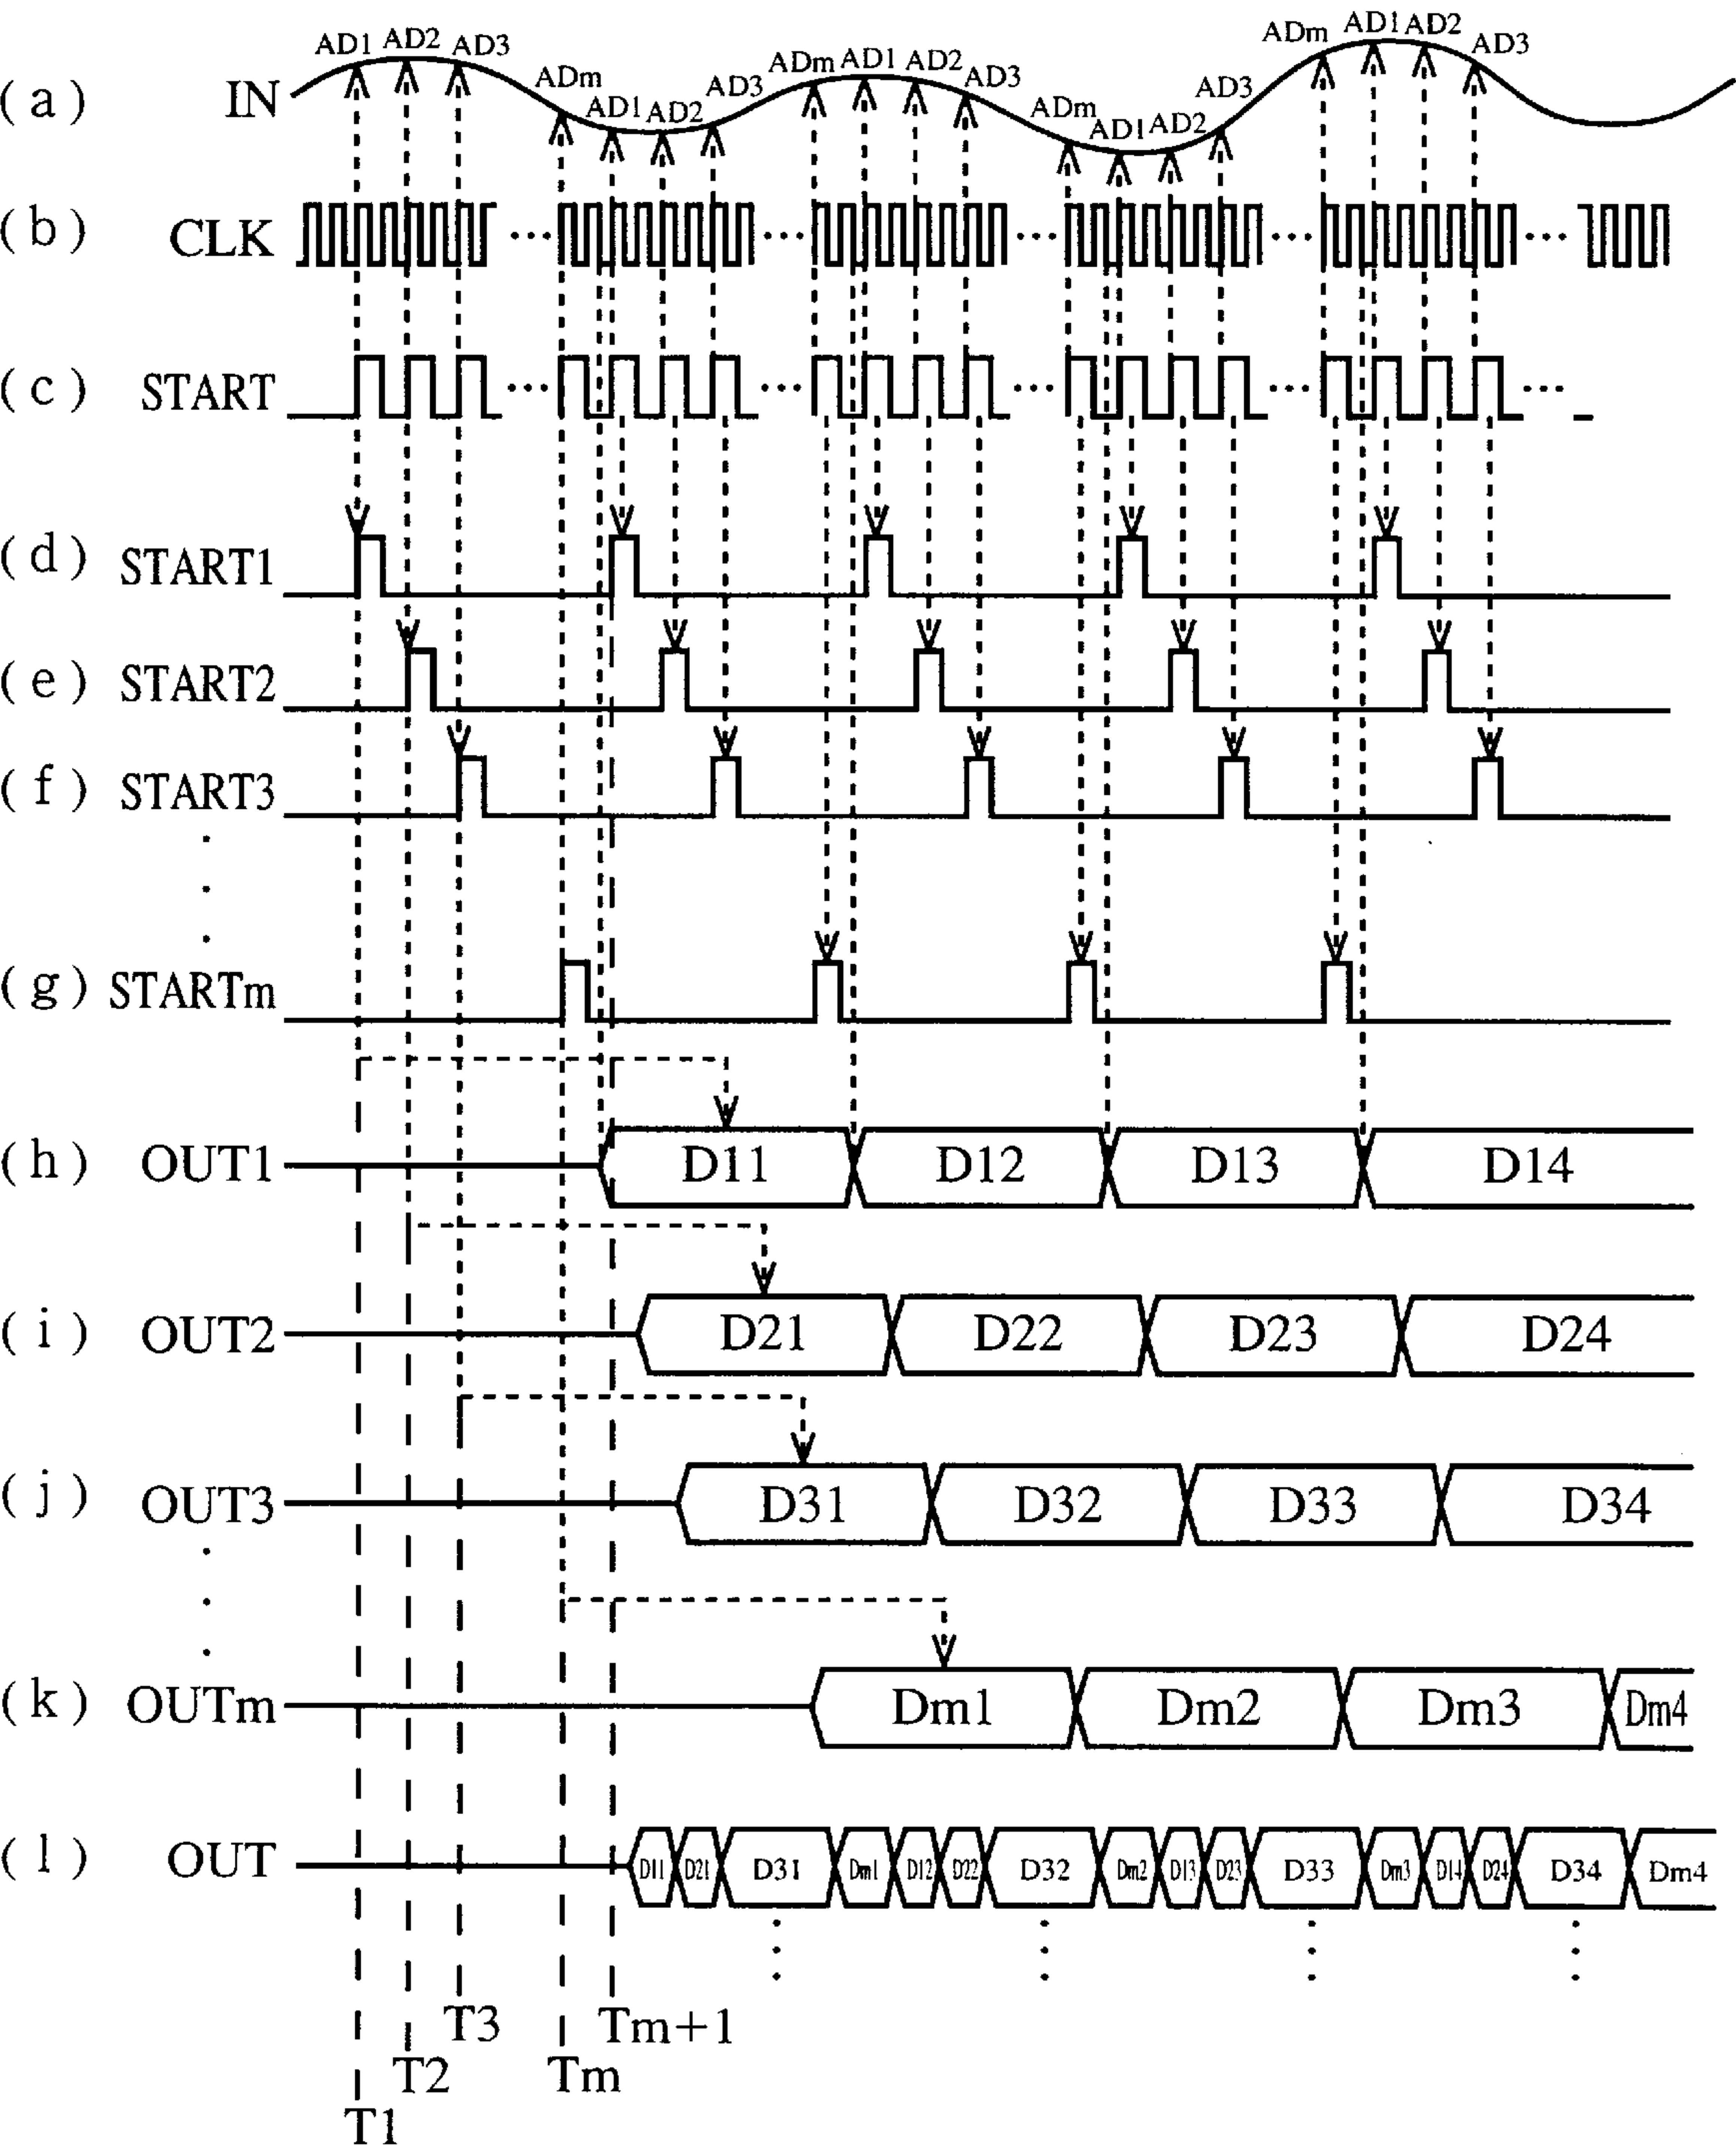 AD1 AD2 AD3 ADm AD1 AD2 AD3 ADm AD1 AD2 AD3 ADm AD1 AD2 AD3 ADm AD1 AD2 AD3
(a) IN
(b) CLK ... ... ... ... ...
(c) START ... ... ... ... ...
(d) START1
(e) START2
(f) START3
(g) STARTm
(h) OUT1 D11 D12 D13 D14
(i) OUT2 D21 D22 D23 D24
(j) OUT3 D31 D32 D33 D34
(k) OUTm Dm1 Dm2 Dm3 Dm4
(l) OUT D11 D21 D31 Dm1 D12 D22 D32 Dm2 D13 D23 D33 Dm3 D14 D24 D34 Dm4
T3 Tm+1
T2 Tm
T1